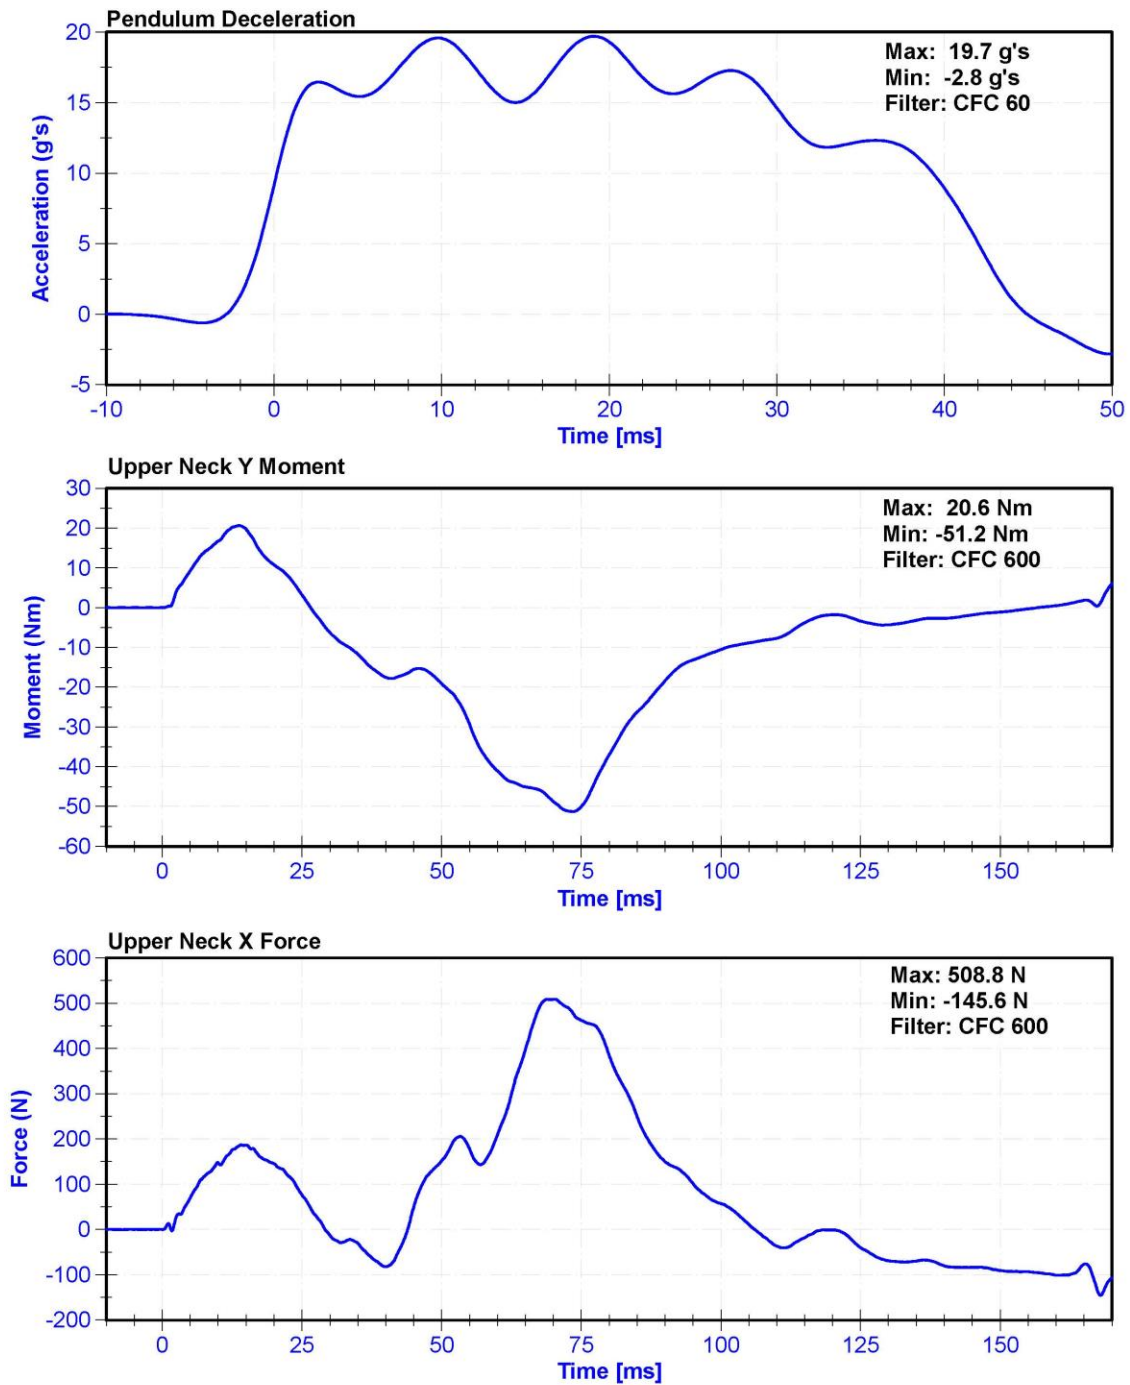 Pendulum Deceleration
20
15
10
5
0
-5
Acceleration (g's)
Max: 19.7 g's
Min: -2.8 g's
Filter: CFC 60
-10 0 10 20 30 40 50
Time [ms]
Upper Neck Y Moment
30
20
10
0
-10
-20
-30
-40
-50
-60
Moment (Nm)
Max: 20.6 Nm
Min: -51.2 Nm
Filter: CFC 600
0 25 50 75 100 125 150
Time [ms]
Upper Neck X Force
600
500
400
300
200
100
0
-100
-200
Force (N)
Max: 508.8 N
Min: -145.6 N
Filter: CFC 600
0 25 50 75 100 125 150
Time [ms]